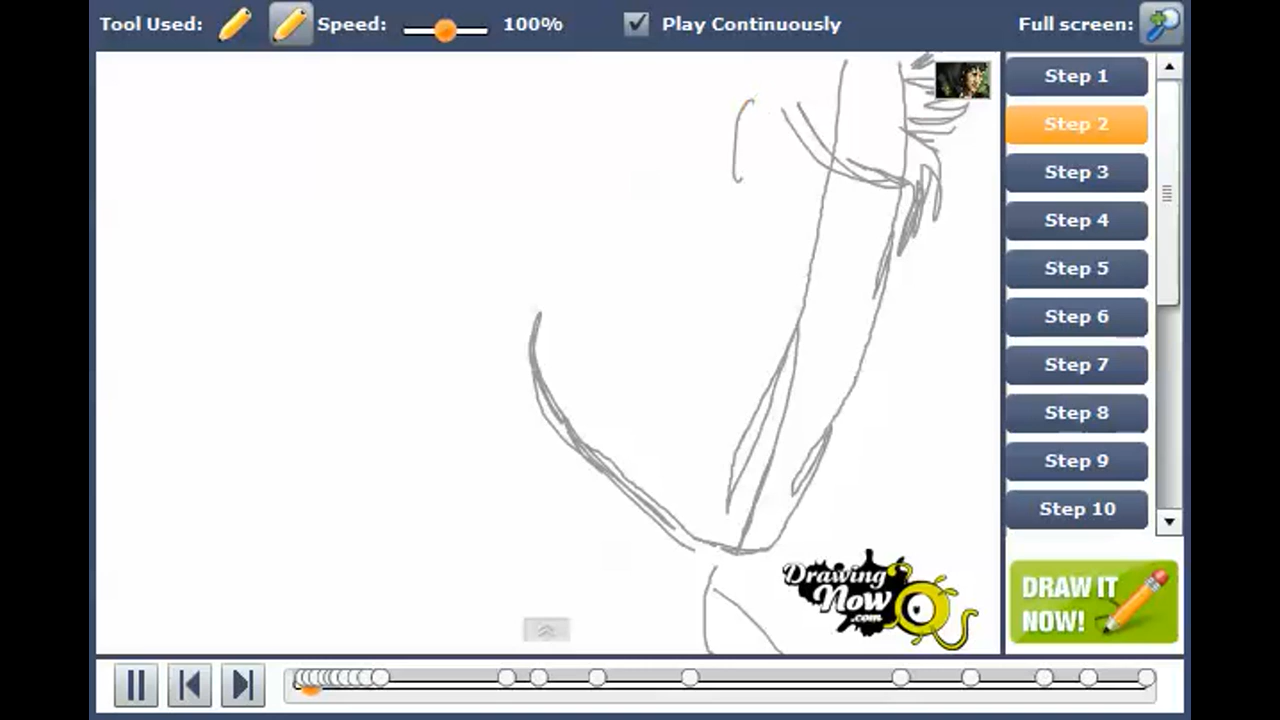 Tool Used:
Speed:
100%
Play Continuously
Full screen:
Step 1
Step 2
Step 3
Step 4
Step 5
Step 6
Step 7
Step 8
Step 9
Step 10
Drawing
Now
.com
DRAW IT
NOW!